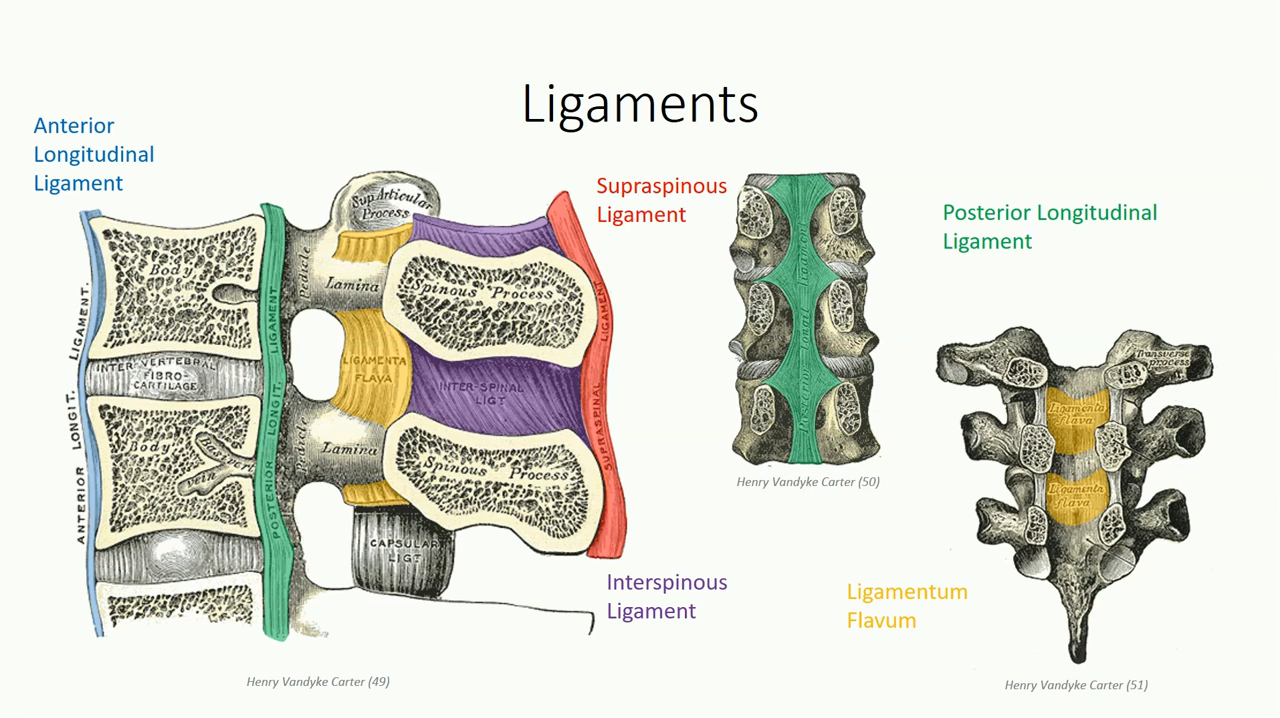 Ligaments
Anterior
Longitudinal
Ligament
Supraspinous
Ligament
Posterior Longitudinal
Ligament
Interspinous
Ligament
Ligamentum
Flavum
Sup. Articular
Process
Body
Pedicle
Lamina
Spinous Process
ANTERIOR LONGIT. LIGAMENT.
INTERVERTEBRAL
FIBRO-
CARTILAGE
POSTERIOR LONGIT. LIGAMENT
LIGAMENTA
FLAVA
INTER-SPINAL
LIGT
SUPRASPINAL LIGAMENT
Body
vein
Pedicle
Lamina
Spinous Process
CAPSULAR
LIGT
Henry Vandyke Carter (49)
Posterior Longit. Ligament
Henry Vandyke Carter (50)
Transverse
process
Ligamenta
flava
Ligamenta
flava
Henry Vandyke Carter (51)